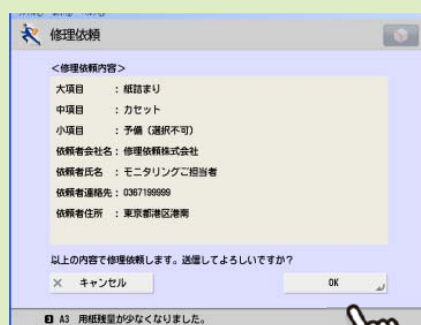 修理依頼
<修理依頼内容>
大項目 : 紙詰まり
中項目 : カセット
小項目 : 予備（選択不可）
依頼者会社名 : 修理依頼株式会社
依頼者氏名 : モニタリングご担当者
依頼者連絡先 : 0367199999
依頼者住所 : 東京都港区港南
以上の内容で修理依頼します。送信してよろしいですか?
× キャンセル OK
3 A3 用紙残量が少なくなりました。